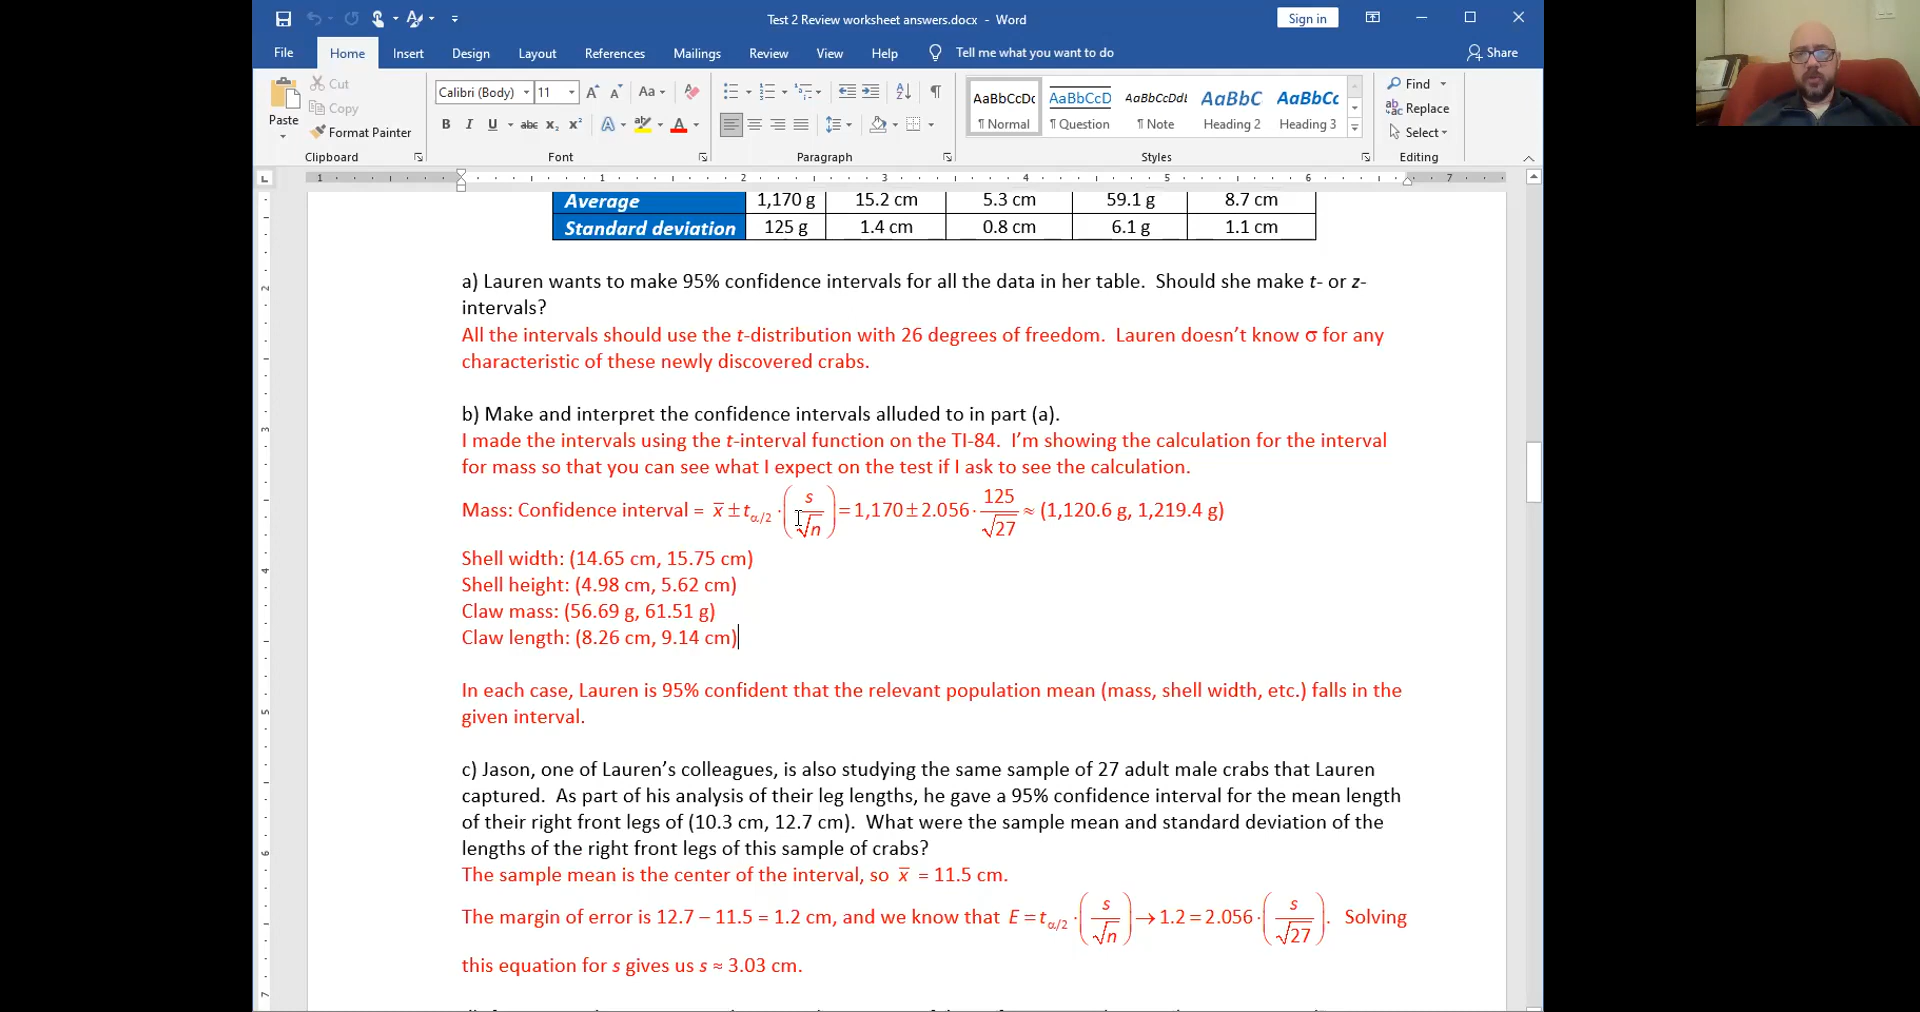 Test 2 Review worksheet answers.docx - Word
Sign in
File Home Insert Design Layout References Mailings Review View Help Tell me what you want to do Share
Paste
Cut
Copy
Format Painter
Clipboard
Calibri (Body) 11
Font
Paragraph
AaBbCcDc AaBbCcD AaBbCcDdI AaBbC AaBbCc
¶ Normal ¶ Question ¶ Note Heading 2 Heading 3
Styles
Find
Replace
Select
Editing
1 1 2 3 4 5 6 7
Average 1,170 g 15.2 cm 5.3 cm 59.1 g 8.7 cm
Standard deviation 125 g 1.4 cm 0.8 cm 6.1 g 1.1 cm
a) Lauren wants to make 95% confidence intervals for all the data in her table. Should she make t- or z-
intervals?
All the intervals should use the t-distribution with 26 degrees of freedom. Lauren doesn't know σ for any
characteristic of these newly discovered crabs.
b) Make and interpret the confidence intervals alluded to in part (a).
I made the intervals using the t-interval function on the TI-84. I'm showing the calculation for the interval
for mass so that you can see what I expect on the test if I ask to see the calculation.
Mass: Confidence interval = x̅ ± tα/2 · (s/√n) = 1,170 ± 2.056 · 125/√27 ≈ (1,120.6 g, 1,219.4 g)
Shell width: (14.65 cm, 15.75 cm)
Shell height: (4.98 cm, 5.62 cm)
Claw mass: (56.69 g, 61.51 g)
Claw length: (8.26 cm, 9.14 cm)
In each case, Lauren is 95% confident that the relevant population mean (mass, shell width, etc.) falls in the
given interval.
c) Jason, one of Lauren's colleagues, is also studying the same sample of 27 adult male crabs that Lauren
captured. As part of his analysis of their leg lengths, he gave a 95% confidence interval for the mean length
of their right front legs of (10.3 cm, 12.7 cm). What were the sample mean and standard deviation of the
lengths of the right front legs of this sample of crabs?
The sample mean is the center of the interval, so x̅ = 11.5 cm.
The margin of error is 12.7 – 11.5 = 1.2 cm, and we know that E = tα/2 · (s/√n) → 1.2 = 2.056 · (s/√27). Solving
this equation for s gives us s ≈ 3.03 cm.